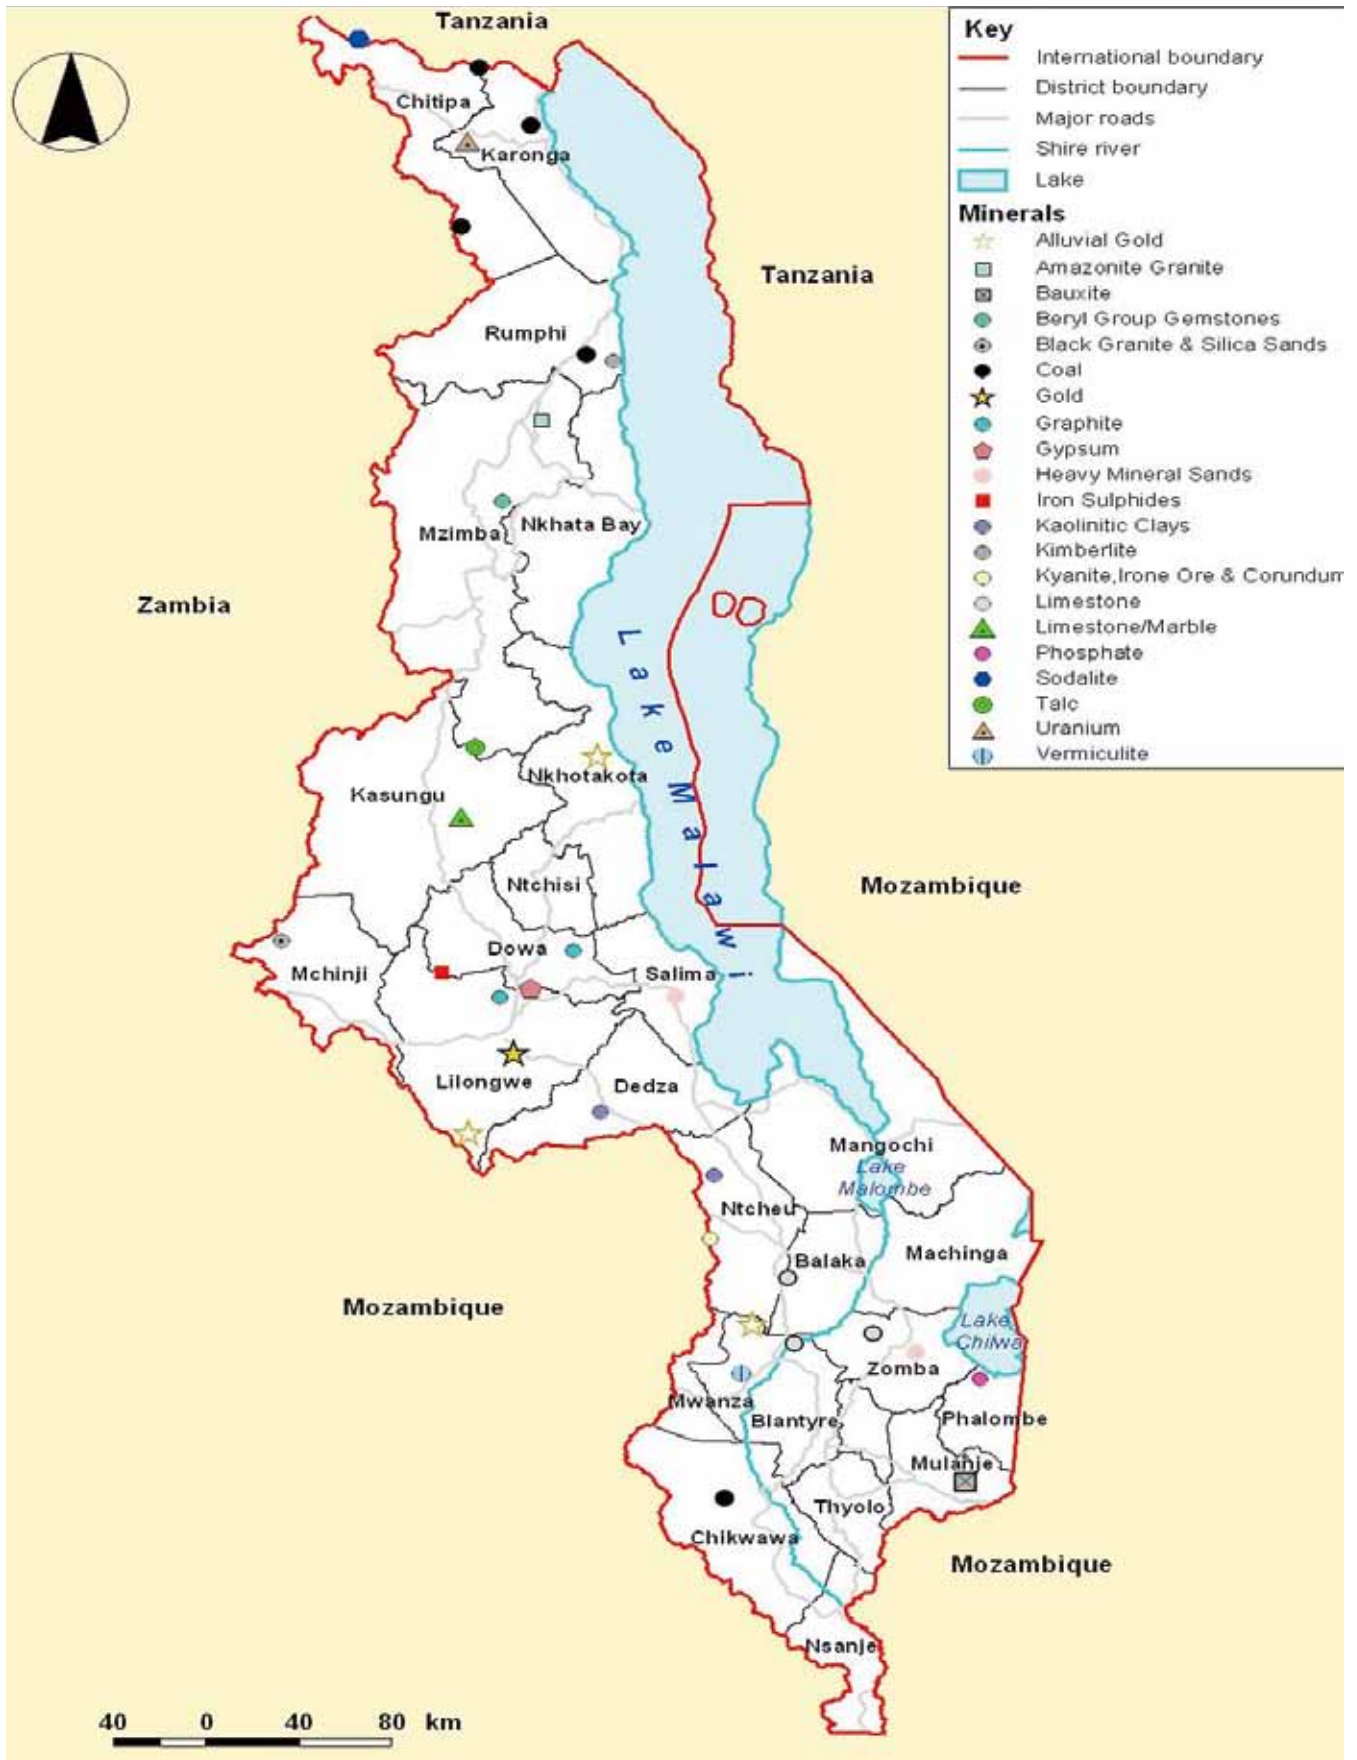 Tanzania
Key
International boundary
District boundary
Major roads
Shire river
Lake
Minerals
Alluvial Gold
Amazonite Granite
Bauxite
Beryl Group Gemstones
Black Granite & Silica Sands
Coal
Gold
Graphite
Gypsum
Heavy Mineral Sands
Iron Sulphides
Kaolinitic Clays
Kimberlite
Kyanite,Irone Ore & Corundum
Limestone
Limestone/Marble
Phosphate
Sodalite
Talc
Uranium
Vermiculite
Chitipa
Karonga
Tanzania
Rumphi
Mzimba
Nkhata Bay
Zambia
Lake Malawi
Nkhotakota
Kasungu
Ntchisi
Mozambique
Dowa
Mchinji
Salima
Lilongwe
Dedza
Mangochi
Lake
Malombe
Ntcheu
Balaka
Machinga
Mozambique
Lake
Chilwa
Zomba
Mwanza
Blantyre
Phalombe
Mulanje
Thyolo
Chikwawa
Mozambique
Nsanje
40 0 40 80 km